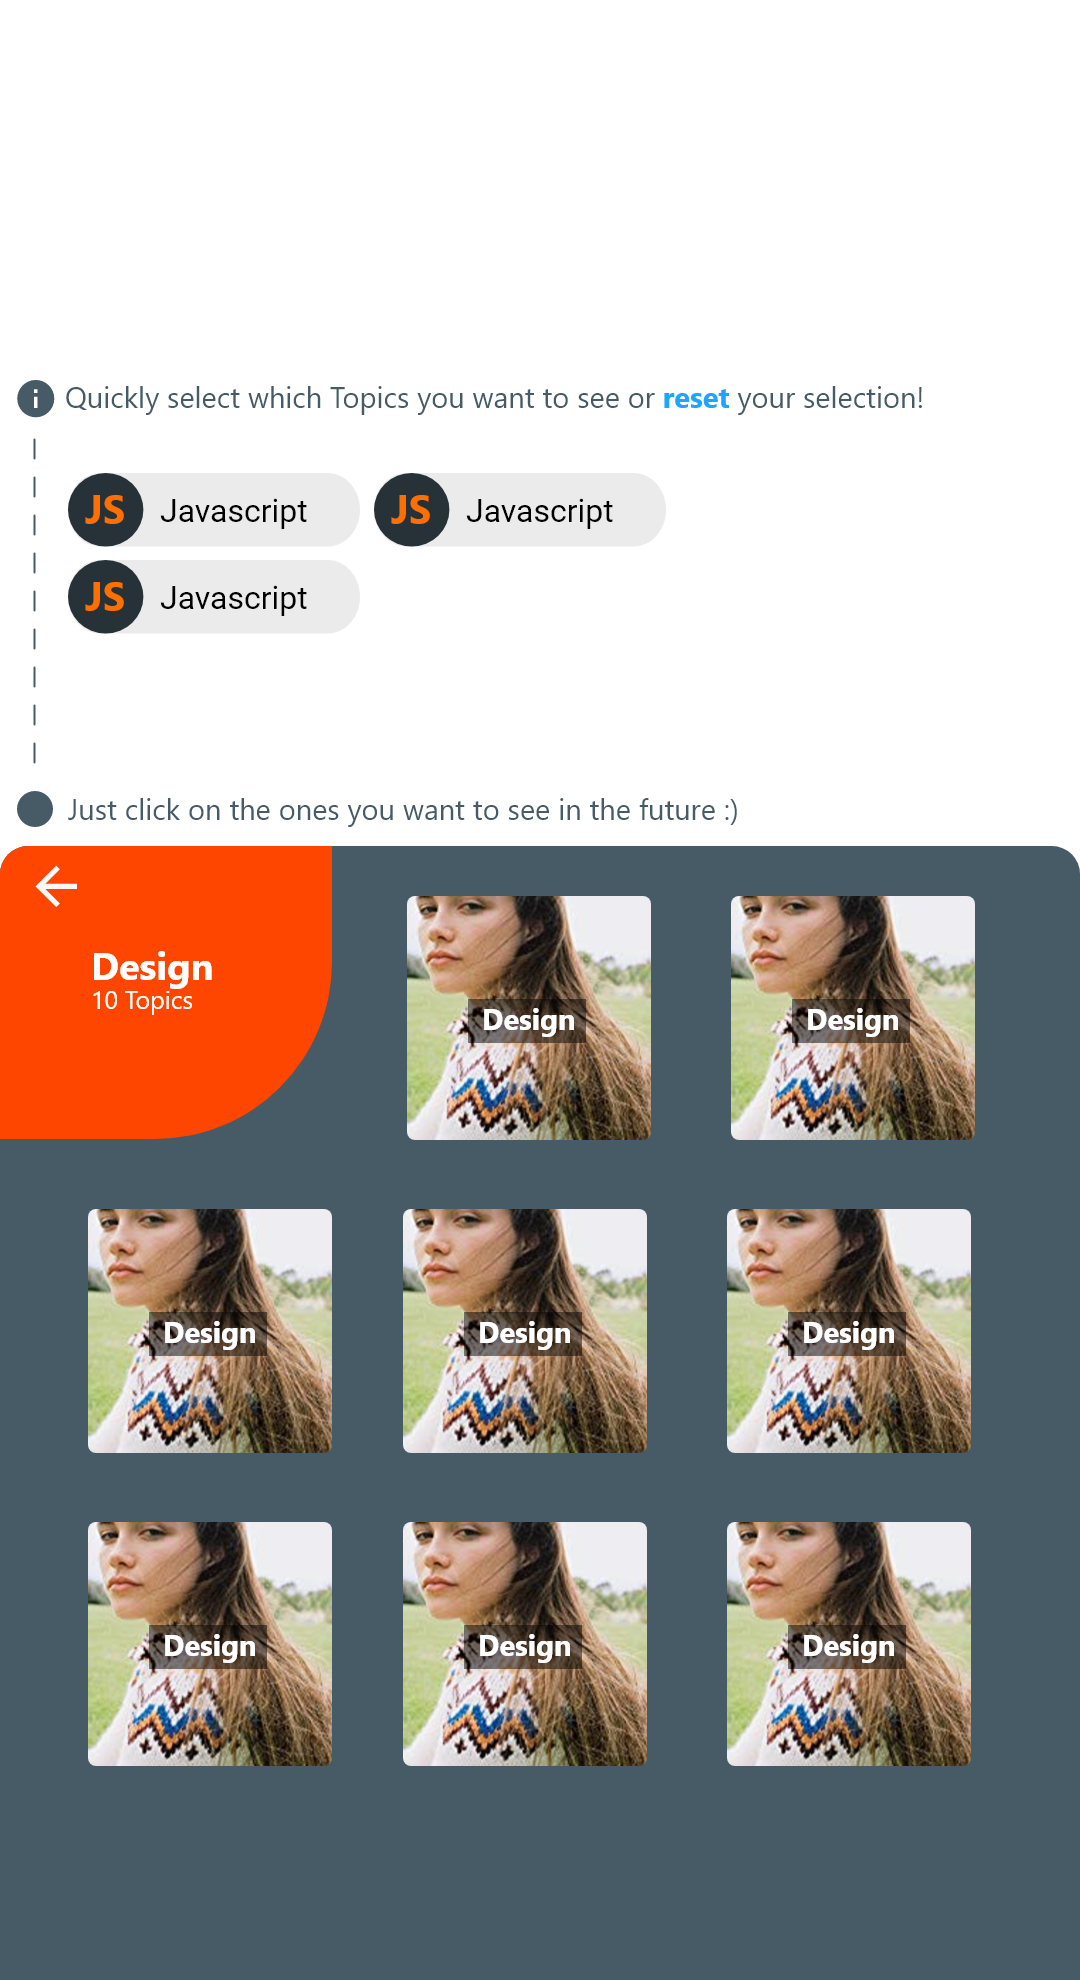 Quickly select which Topics you want to see or reset your selection!
JS Javascript JS Javascript
JS Javascript
Just click on the ones you want to see in the future :)
Design
10 Topics
Design Design
Design Design Design
Design Design Design